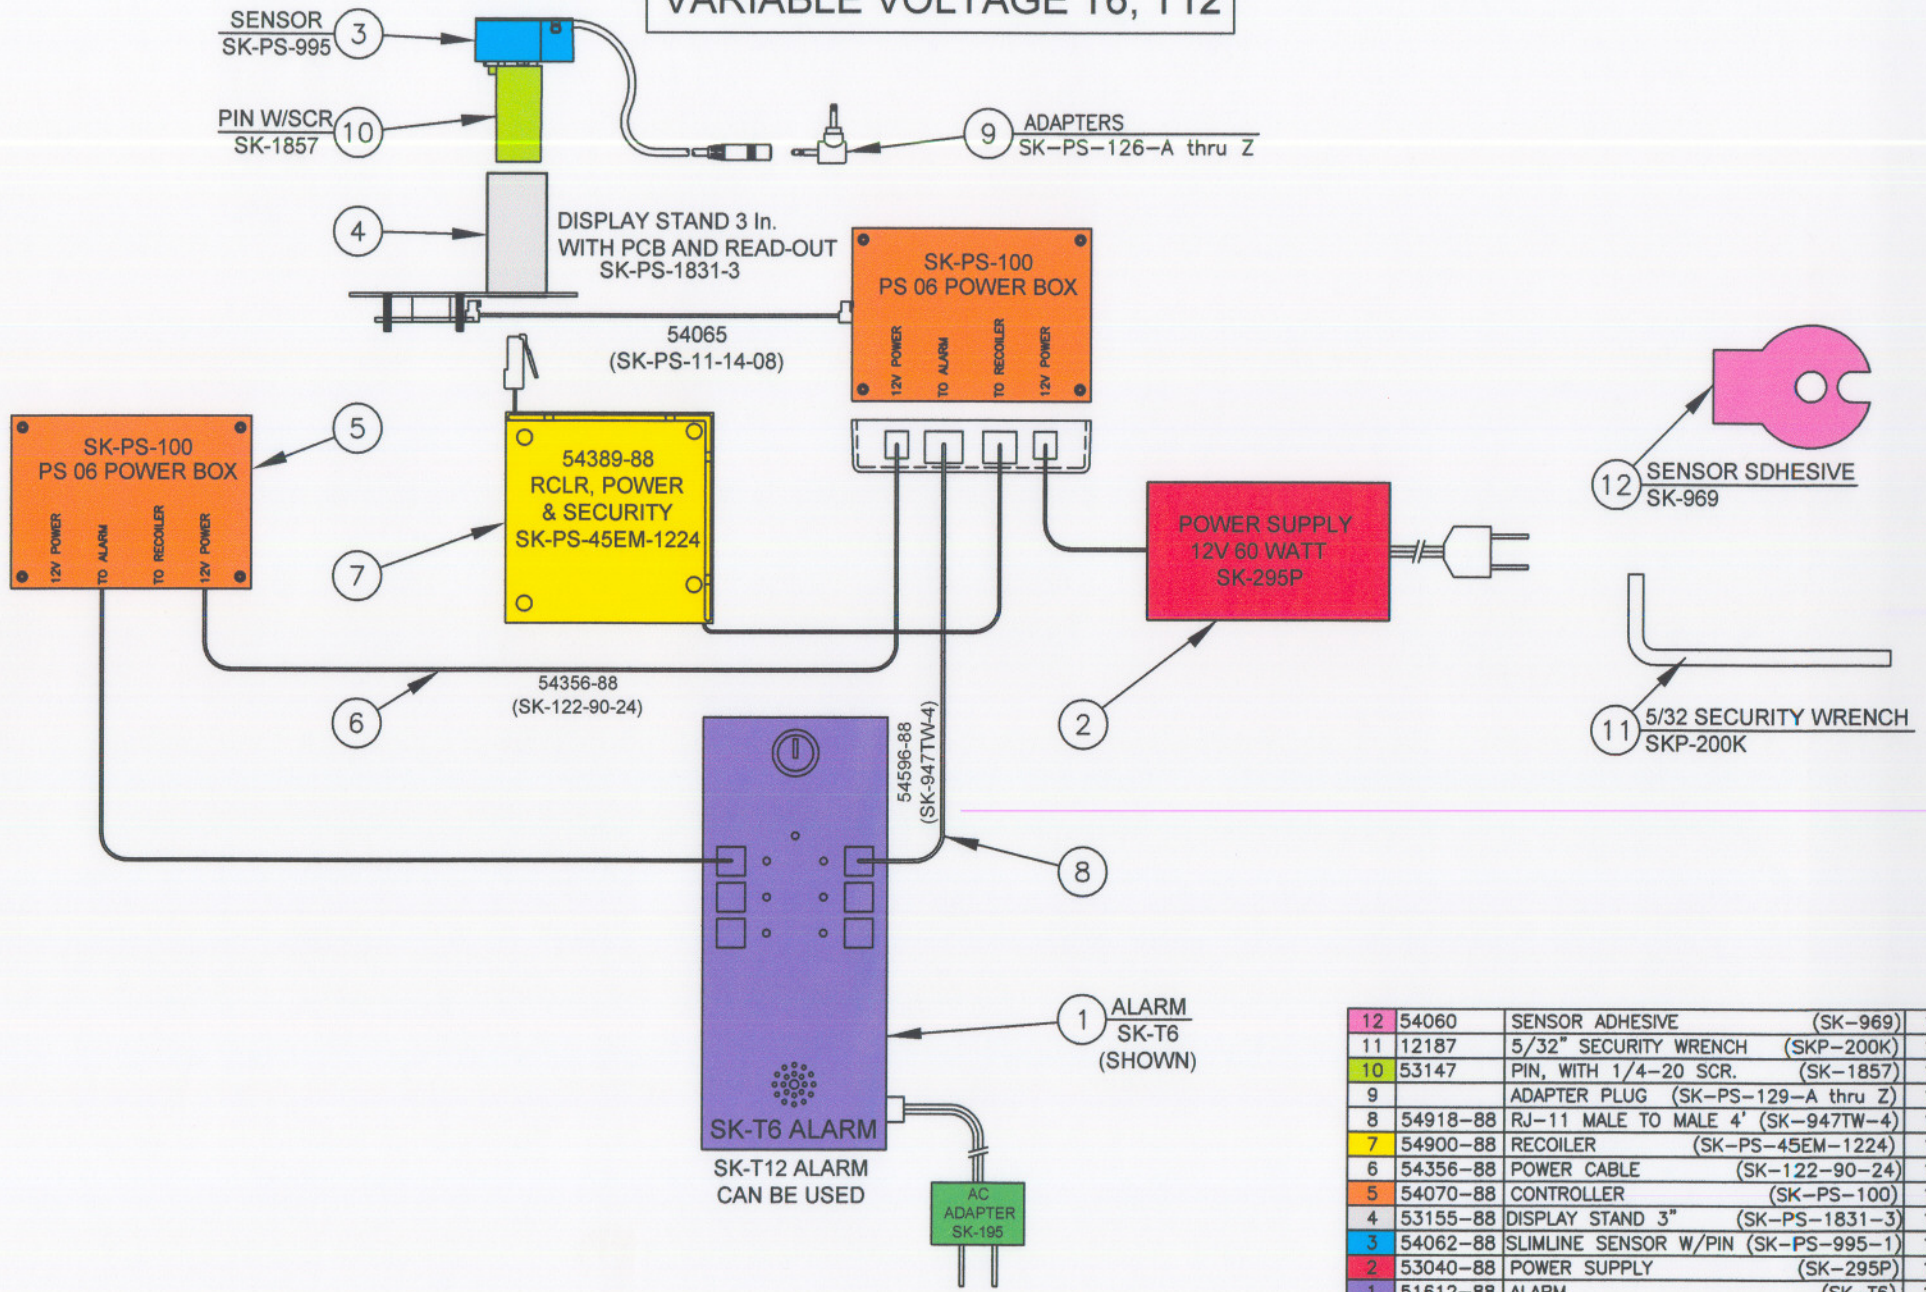 VARIABLE VOLTAGE T6, T12
SENSOR
SK-PS-995
3
PIN W/SCR
SK-1857
10
9
ADAPTERS
SK-PS-126-A thru Z
4
DISPLAY STAND 3 In.
WITH PCB AND READ-OUT
SK-PS-1831-3
54065
(SK-PS-11-14-08)
SK-PS-100
PS 06 POWER BOX
12V POWER
TO ALARM
TO RECOILER
12V POWER
SK-PS-100
PS 06 POWER BOX
12V POWER
TO ALARM
TO RECOILER
12V POWER
5
54389-88
RCLR, POWER
& SECURITY
SK-PS-45EM-1224
7
POWER SUPPLY
12V 60 WATT
SK-295P
2
12
SENSOR SDHESIVE
SK-969
11
5/32 SECURITY WRENCH
SKP-200K
6
54356-88
(SK-122-90-24)
54596-88
(SK-947TW-4)
8
1
ALARM
SK-T6
(SHOWN)
SK-T6 ALARM
SK-T12 ALARM
CAN BE USED
AC
ADAPTER
SK-195
12 54060 SENSOR ADHESIVE (SK-969)
11 12187 5/32" SECURITY WRENCH (SKP-200K)
10 53147 PIN, WITH 1/4-20 SCR. (SK-1857)
9 ADAPTER PLUG (SK-PS-129-A thru Z)
8 54918-88 RJ-11 MALE TO MALE 4' (SK-947TW-4)
7 54900-88 RECOILER (SK-PS-45EM-1224)
6 54356-88 POWER CABLE (SK-122-90-24)
5 54070-88 CONTROLLER (SK-PS-100)
4 53155-88 DISPLAY STAND 3" (SK-PS-1831-3)
3 54062-88 SLIMLINE SENSOR W/PIN (SK-PS-995-1)
2 53040-88 POWER SUPPLY (SK-295P)
1 51612-88 ALARM (SK-T6)